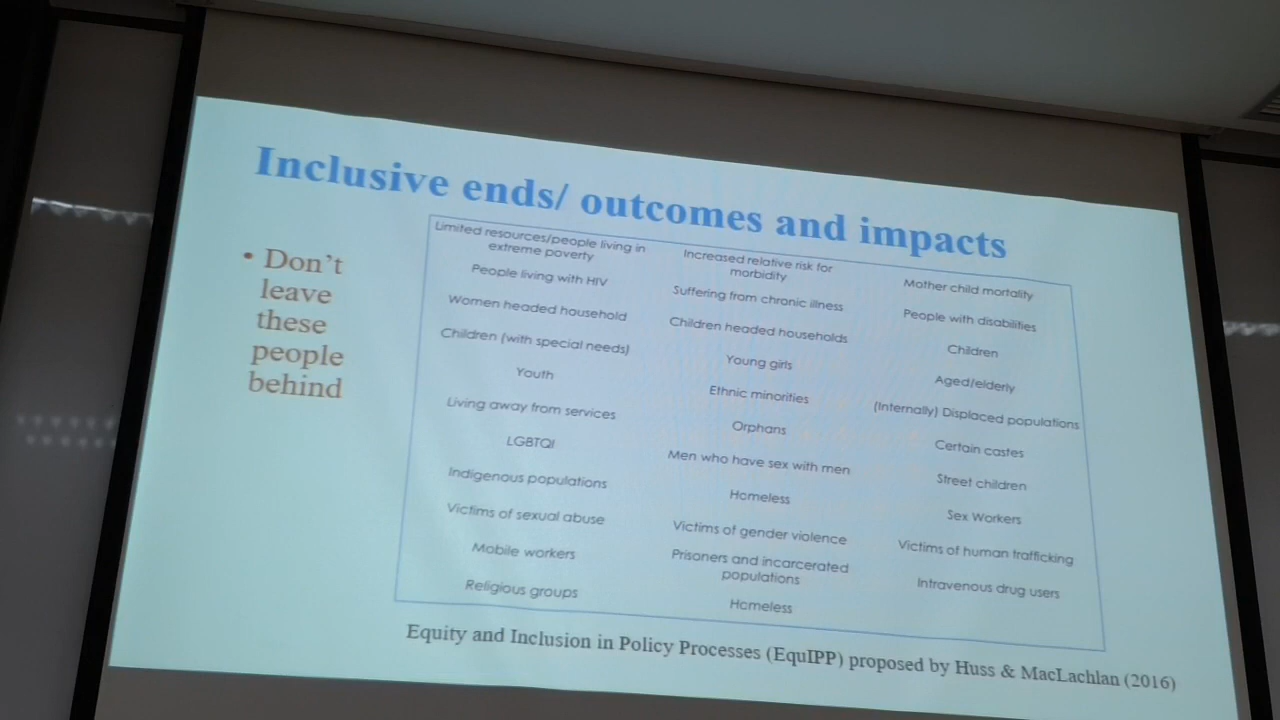 Inclusive ends/ outcomes and impacts
• Don't
leave
these
people
behind
Limited resources/people living in
extreme poverty
People living with HIV
Women headed household
Children (with special needs)
Youth
Living away from services
LGBTQI
Indigenous populations
Victims of sexual abuse
Mobile workers
Religious groups
Increased relative risk for
morbidity
Suffering from chronic illness
Children headed households
Young girls
Ethnic minorities
Orphans
Men who have sex with men
Homeless
Victims of gender violence
Prisoners and incarcerated
populations
Homeless
Mother child mortality
People with disabilities
Children
Aged/elderly
(Internally) Displaced populations
Certain castes
Street children
Sex Workers
Victims of human trafficking
Intravenous drug users
Equity and Inclusion in Policy Processes (EquIPP) proposed by Huss & MacLachlan (2016)